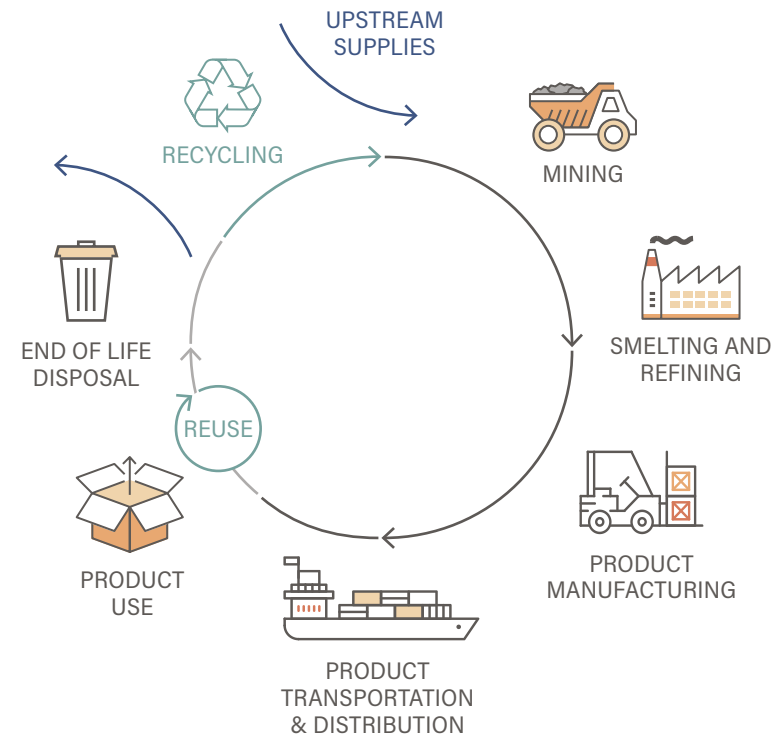 UPSTREAM
SUPPLIES
RECYCLING
MINING
SMELTING AND
REFINING
PRODUCT
MANUFACTURING
PRODUCT
TRANSPORTATION
& DISTRIBUTION
PRODUCT
USE
REUSE
END OF LIFE
DISPOSAL